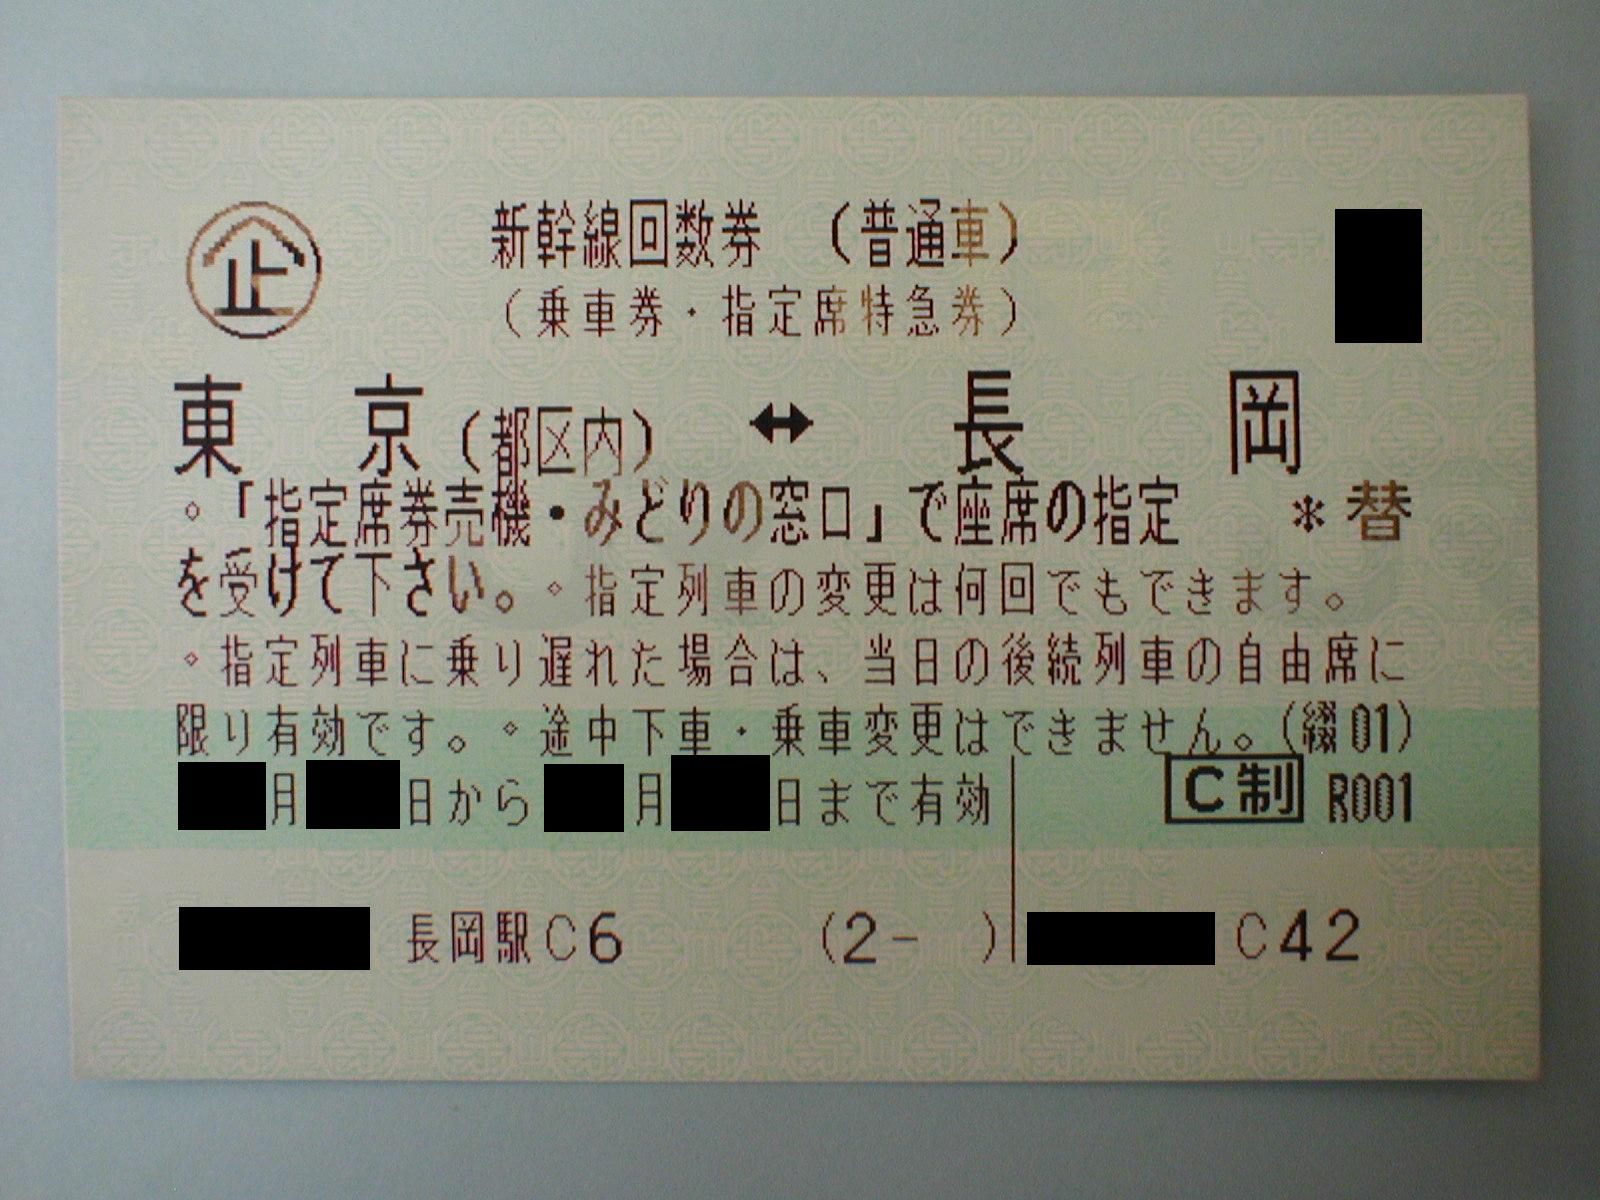 企 新幹線回数券 (普通車)
(乗車券・指定席特急券)
東京(都区内) ↔ 長岡
◦「指定席券売機・みどりの窓口」で座席の指定 *替
を受けて下さい。◦指定列車の変更は何回でもできます。
◦指定列車に乗り遅れた場合は、当日の後続列車の自由席に
限り有効です。◦途中下車・乗車変更はできません。(綴01)
月 日から 月 日まで有効 C制 R001
長岡駅C6 (2- ) C42